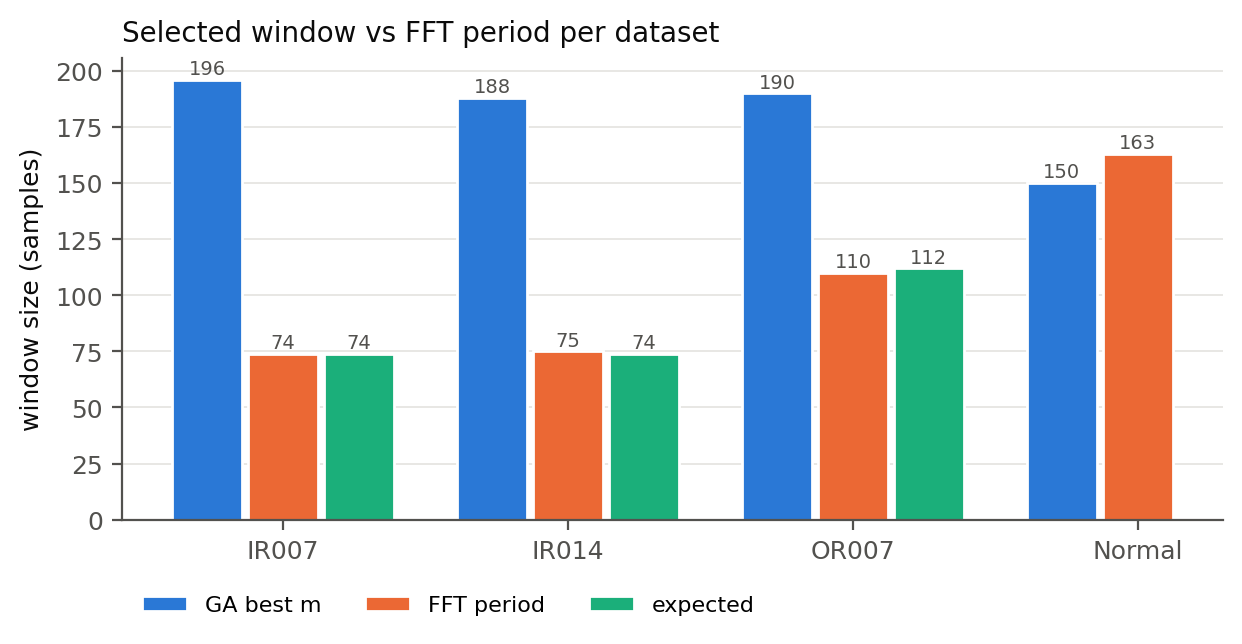 Selected window vs FFT period per dataset
window size (samples)
200
175
150
125
100
75
50
25
0
196
74
74
188
75
74
190
110
112
150
163
IR007
IR014
OR007
Normal
GA best m
FFT period
expected